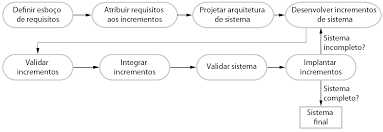 Definir esboço
de requisitos
Atribuir requisitos
aos incrementos
Projetar arquitetura
de sistema
Desenvolver incrementos
de sistema
Sistema
incompleto?
Validar
incrementos
Integrar
incrementos
Validar sistema
Implantar
incrementos
Sistema
completo?
Sistema
final